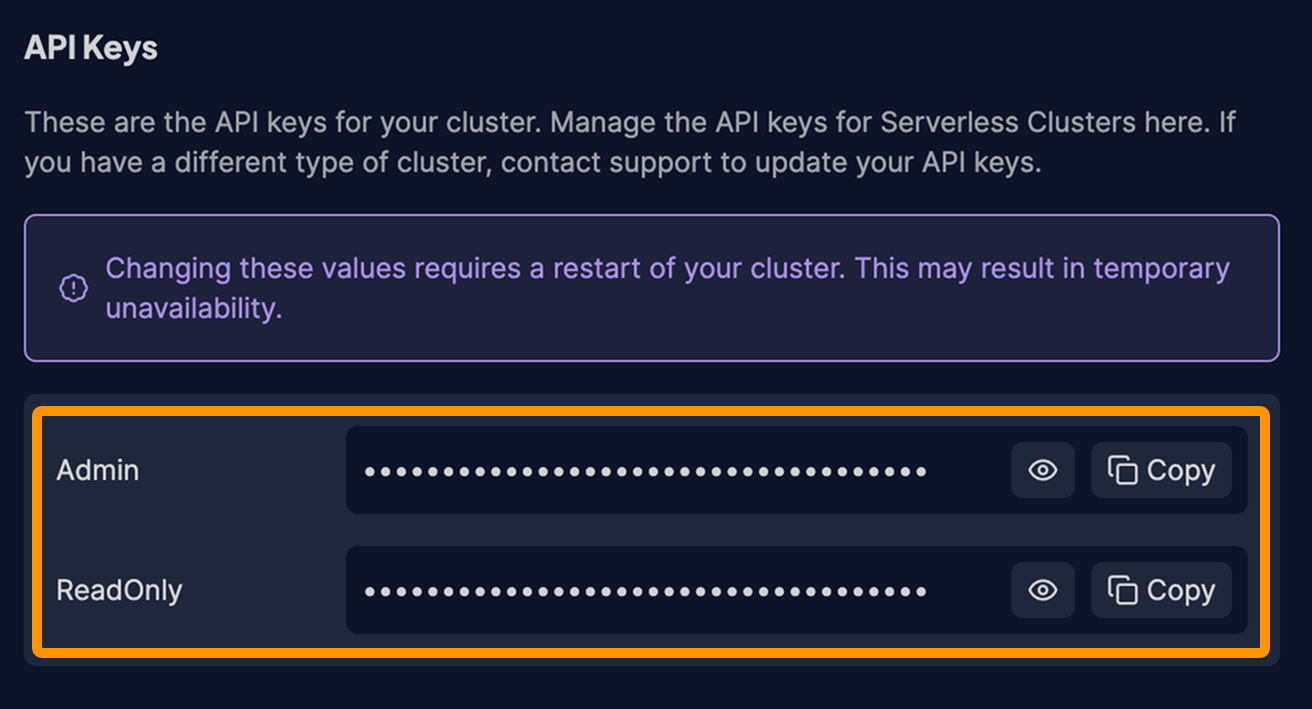 API Keys
These are the API keys for your cluster. Manage the API keys for Serverless Clusters here. If
you have a different type of cluster, contact support to update your API keys.
Changing these values requires a restart of your cluster. This may result in temporary
unavailability.
Admin •••••••••••••••••••••••••••••••••••• Copy
ReadOnly •••••••••••••••••••••••••••••••••••• Copy